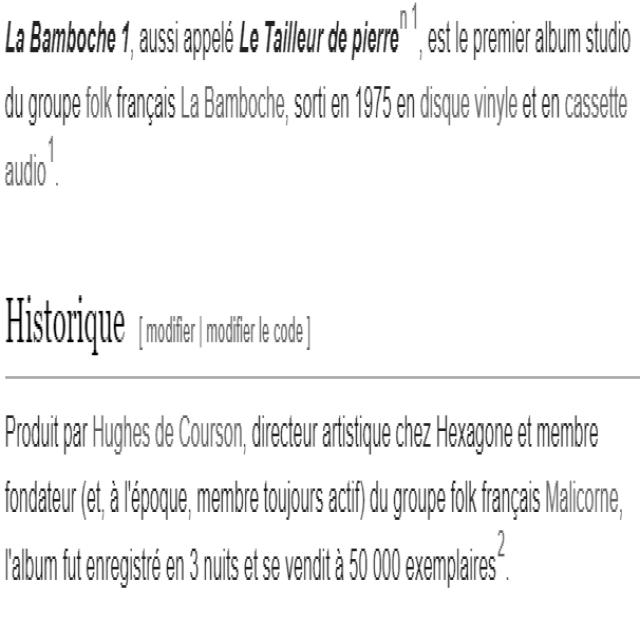 La Bamboche 1, aussi appelé Le Tailleur de pierre n 1, est le premier album studio
du groupe folk français La Bamboche, sorti en 1975 en disque vinyle et en cassette
audio 1.
Historique [ modifier | modifier le code ]
Produit par Hughes de Courson, directeur artistique chez Hexagone et membre
fondateur (et, à l'époque, membre toujours actif) du groupe folk français Malicorne,
l'album fut enregistré en 3 nuits et se vendit à 50 000 exemplaires 2.